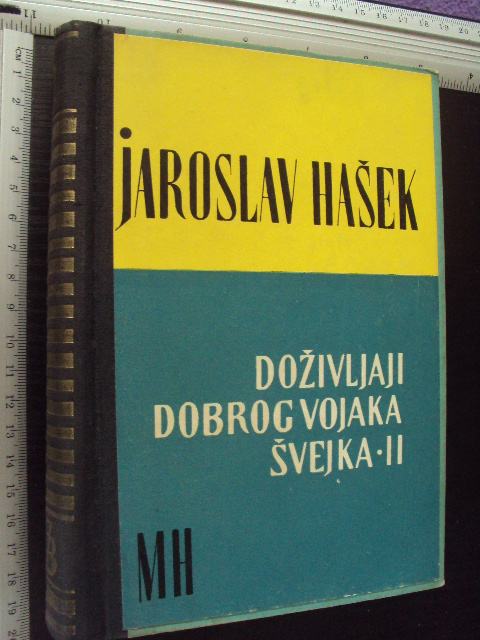 jAROSLAV HAŠEK
DOŽIVLJAJI
DOBROG VOJAKA
ŠVEJKA·II
MH